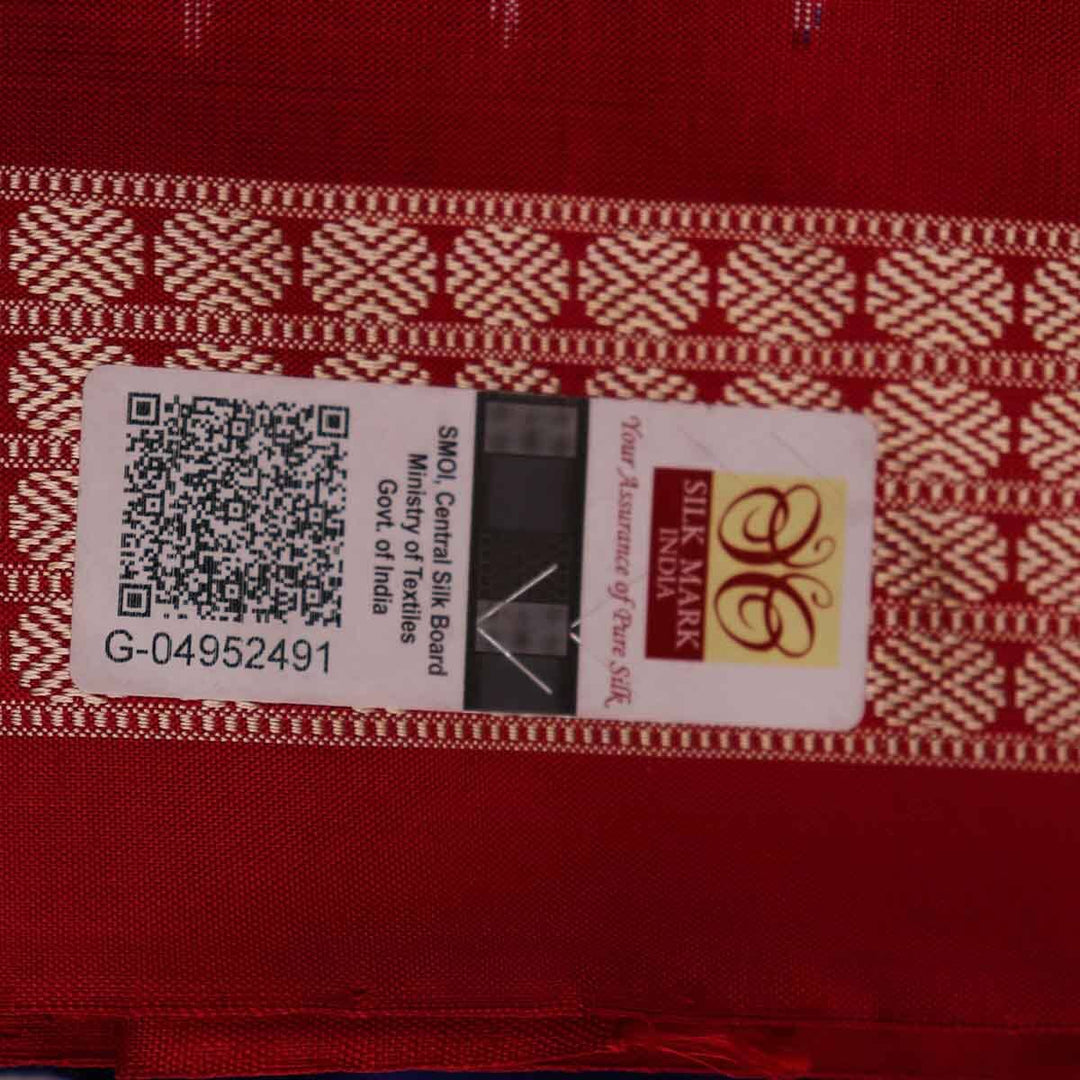 G-04952491
SMOI, Central Silk Board
Ministry of Textiles
Govt. of India
Your Assurance of Pure Silk
SILK MARK
INDIA